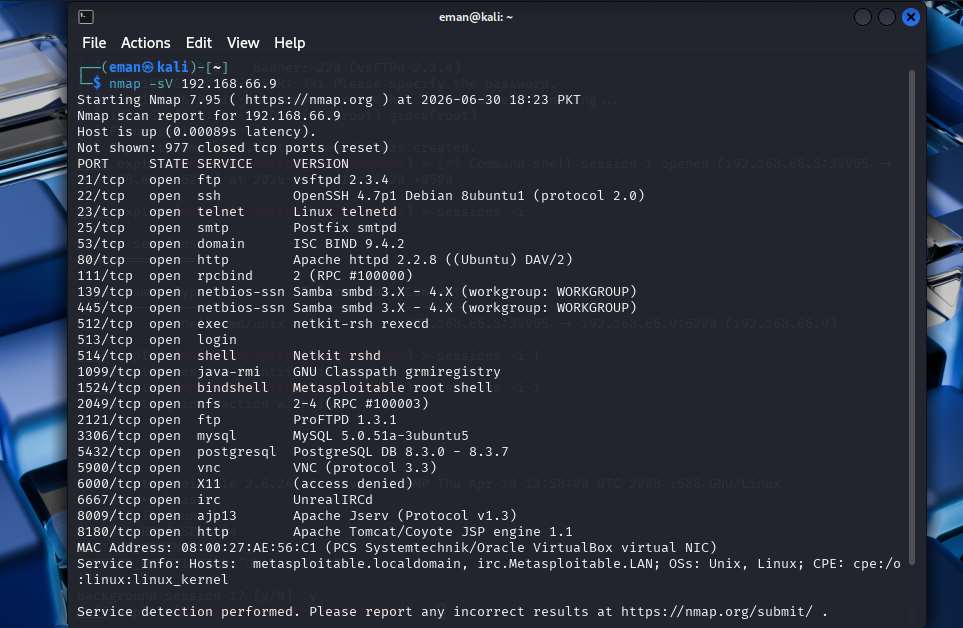 eman@kali: ~
File Actions Edit View Help
┌──(eman㉿kali)-[~]
└─$ nmap -sV 192.168.66.9
Starting Nmap 7.95 ( https://nmap.org ) at 2026-06-30 18:23 PKT
Nmap scan report for 192.168.66.9
Host is up (0.00089s latency).
Not shown: 977 closed tcp ports (reset)
PORT     STATE SERVICE     VERSION
21/tcp   open  ftp         vsftpd 2.3.4
22/tcp   open  ssh         OpenSSH 4.7p1 Debian 8ubuntu1 (protocol 2.0)
23/tcp   open  telnet      Linux telnetd
25/tcp   open  smtp        Postfix smtpd
53/tcp   open  domain      ISC BIND 9.4.2
80/tcp   open  http        Apache httpd 2.2.8 ((Ubuntu) DAV/2)
111/tcp  open  rpcbind     2 (RPC #100000)
139/tcp  open  netbios-ssn Samba smbd 3.X - 4.X (workgroup: WORKGROUP)
445/tcp  open  netbios-ssn Samba smbd 3.X - 4.X (workgroup: WORKGROUP)
512/tcp  open  exec        netkit-rsh rexecd
513/tcp  open  login
514/tcp  open  shell       Netkit rshd
1099/tcp open  java-rmi    GNU Classpath grmiregistry
1524/tcp open  bindshell   Metasploitable root shell
2049/tcp open  nfs         2-4 (RPC #100003)
2121/tcp open  ftp         ProFTPD 1.3.1
3306/tcp open  mysql       MySQL 5.0.51a-3ubuntu5
5432/tcp open  postgresql  PostgreSQL DB 8.3.0 - 8.3.7
5900/tcp open  vnc         VNC (protocol 3.3)
6000/tcp open  X11         (access denied)
6667/tcp open  irc         UnrealIRCd
8009/tcp open  ajp13       Apache Jserv (Protocol v1.3)
8180/tcp open  http        Apache Tomcat/Coyote JSP engine 1.1
MAC Address: 08:00:27:AE:56:C1 (PCS Systemtechnik/Oracle VirtualBox virtual NIC)
Service Info: Hosts:  metasploitable.localdomain, irc.Metasploitable.LAN; OSs: Unix, Linux; CPE: cpe:/o
:linux:linux_kernel
Service detection performed. Please report any incorrect results at https://nmap.org/submit/ .